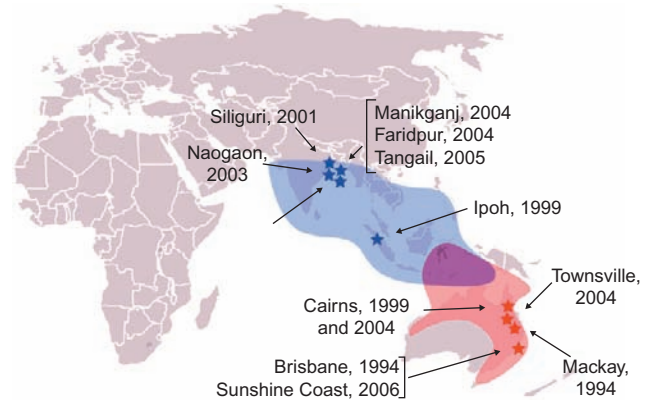 Siliguri, 2001
Manikganj, 2004
Faridpur, 2004
Tangail, 2005
Naogaon,
2003
Ipoh, 1999
Townsville,
2004
Cairns, 1999
and 2004
Brisbane, 1994
Sunshine Coast, 2006
Mackay,
1994